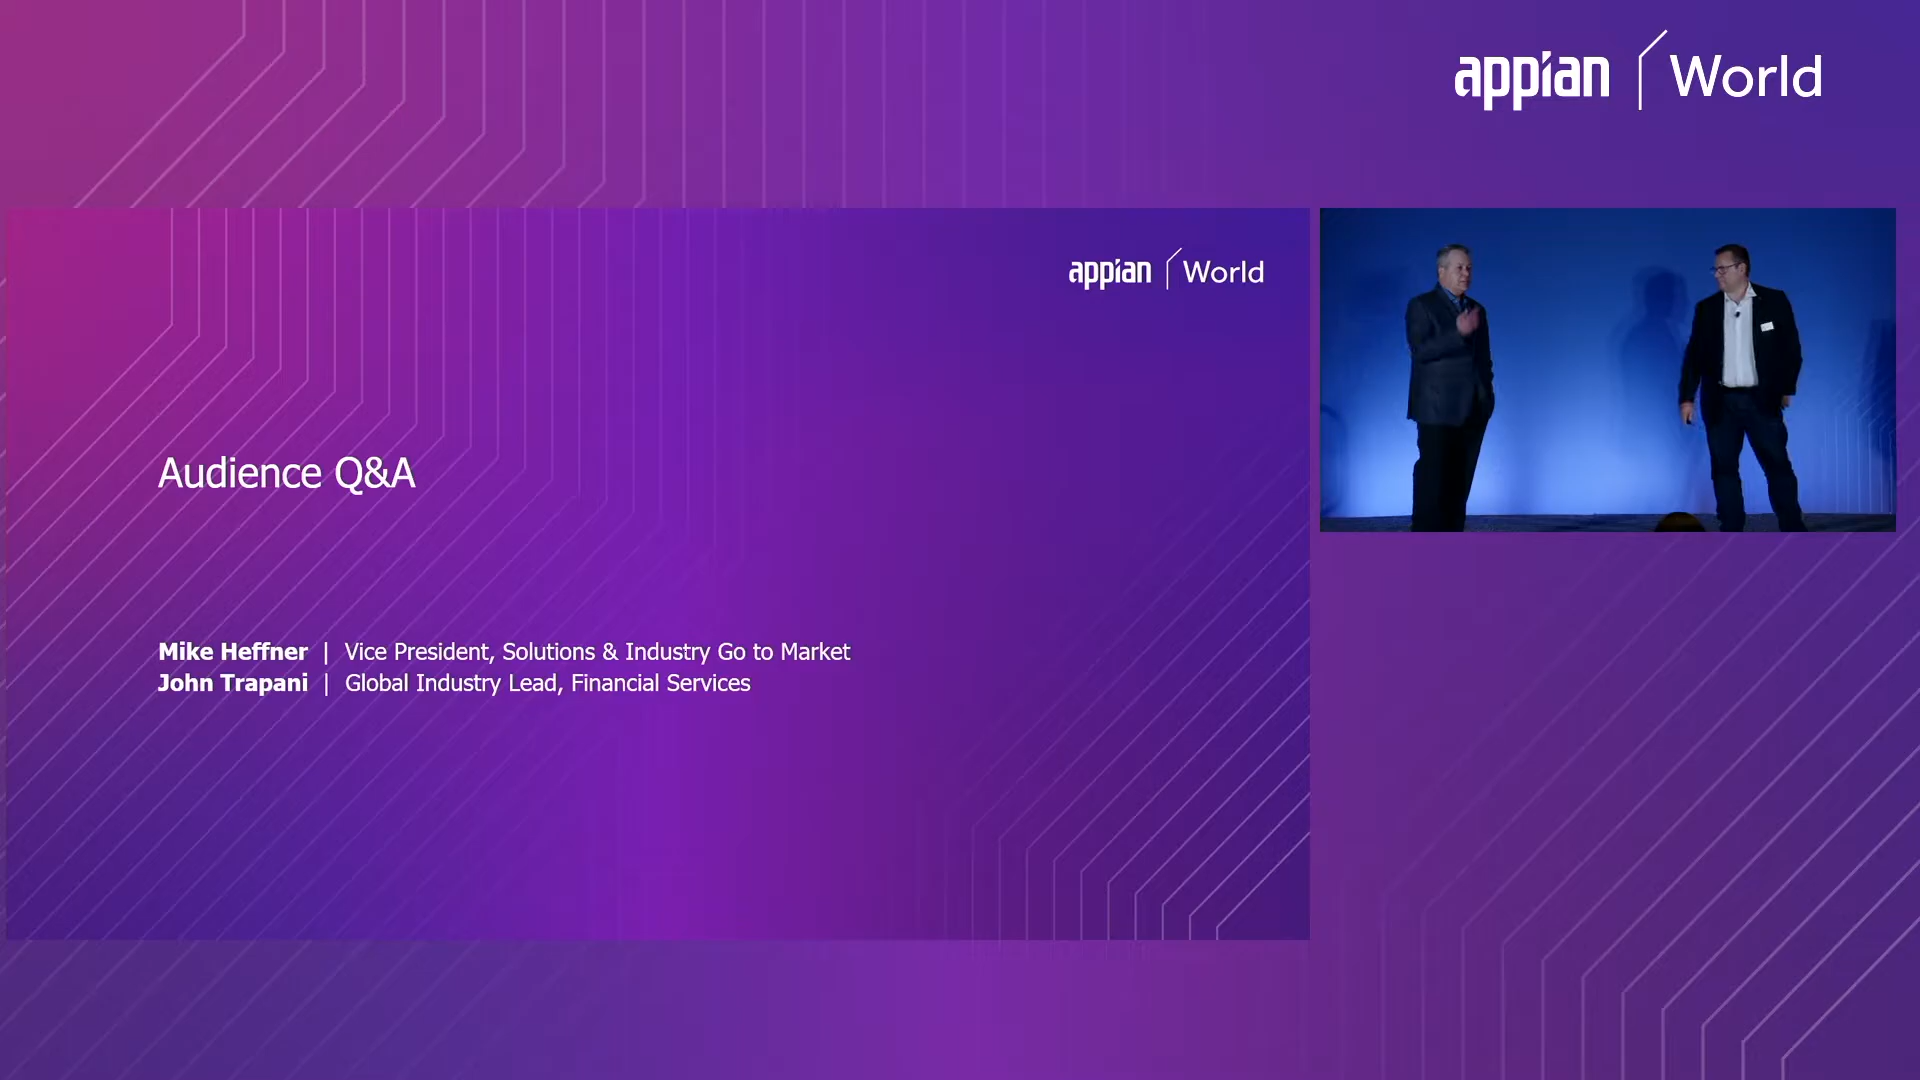 appian World
appian World
Audience Q&A
Mike Heffner | Vice President, Solutions & Industry Go to Market
John Trapani | Global Industry Lead, Financial Services